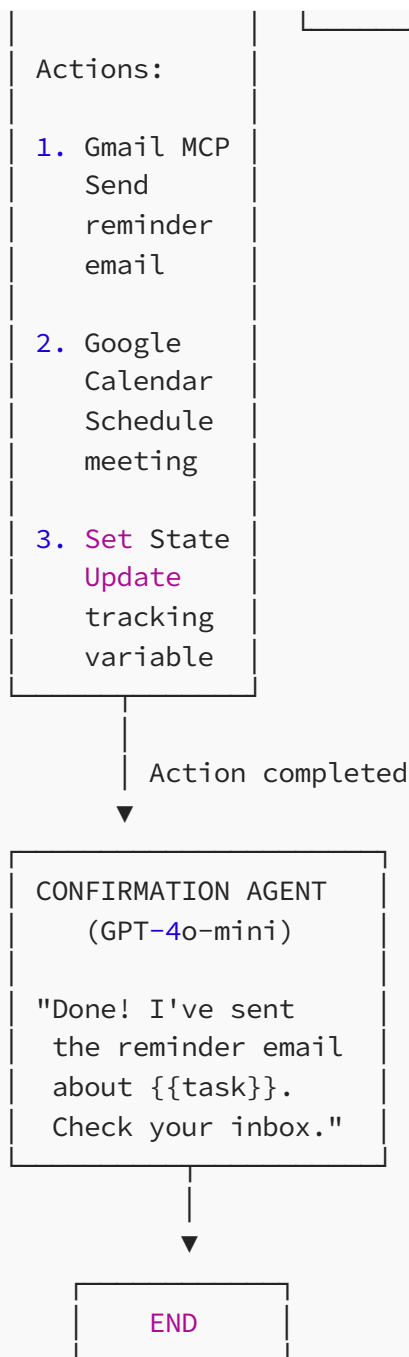 Actions:
1. Gmail MCP
Send
reminder
email
2. Google
Calendar
Schedule
meeting
3. Set State
Update
tracking
variable
Action completed
CONFIRMATION AGENT
(GPT-4o-mini)
"Done! I've sent
the reminder email
about {{task}}.
Check your inbox."
END